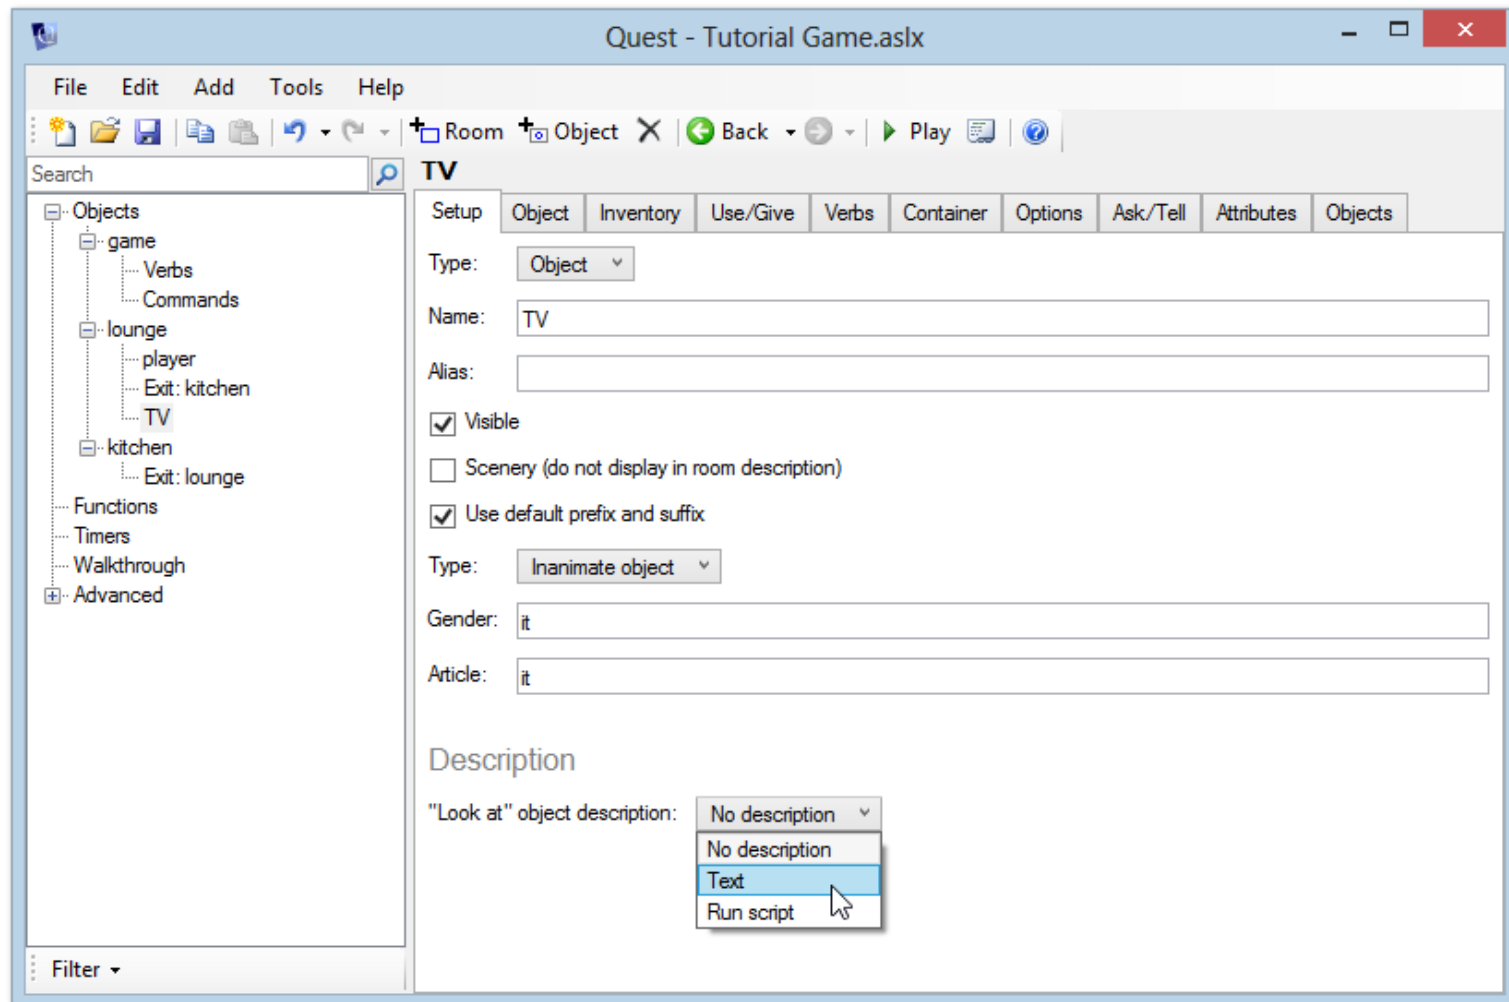 Quest - Tutorial Game.aslx
File Edit Add Tools Help
Room Object Back Play
Search
TV
Objects
game
Verbs
Commands
lounge
player
Exit: kitchen
TV
kitchen
Exit: lounge
Functions
Timers
Walkthrough
Advanced
Filter
Setup Object Inventory Use/Give Verbs Container Options Ask/Tell Attributes Objects
Type: Object
Name: TV
Alias:
Visible
Scenery (do not display in room description)
Use default prefix and suffix
Type: Inanimate object
Gender: it
Article: it
Description
"Look at" object description: No description
No description
Text
Run script